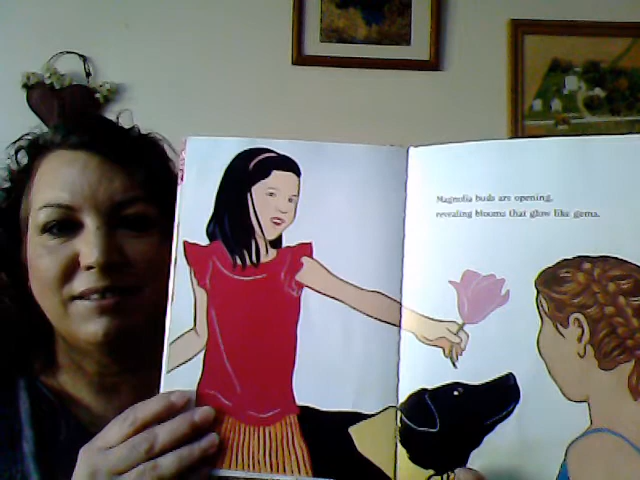 Magnolia buds are opening,
revealing blooms that glow like gems.